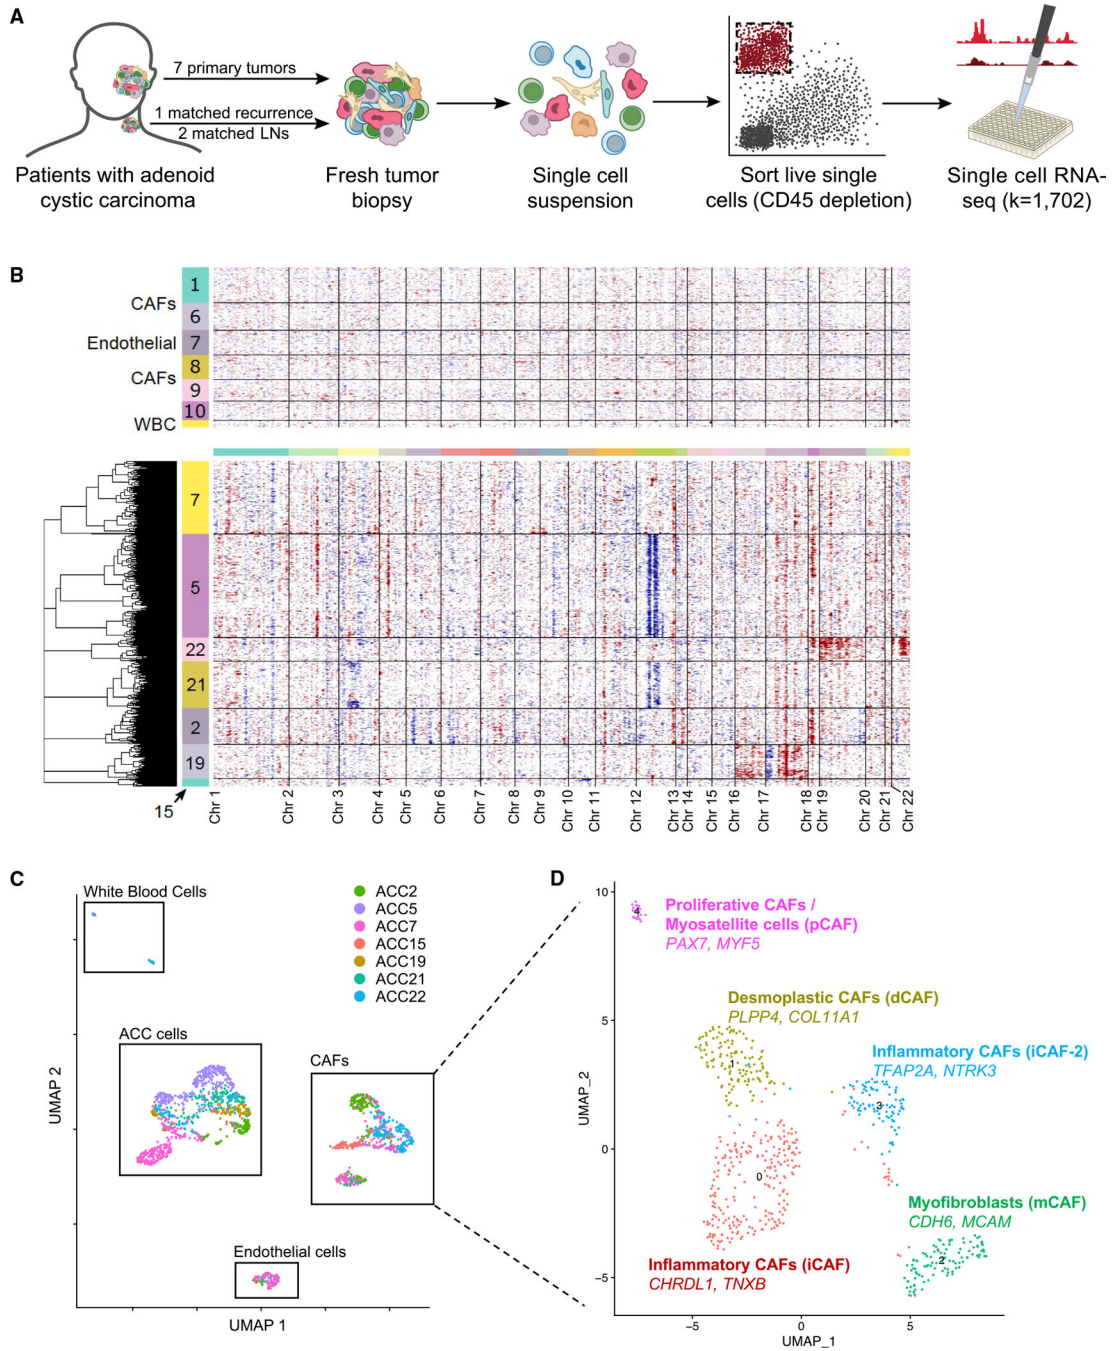 A
7 primary tumors
1 matched recurrence
2 matched LNs
Patients with adenoid
cystic carcinoma
Fresh tumor
biopsy
Single cell
suspension
Sort live single
cells (CD45 depletion)
Single cell RNA-
seq (k=1,702)
B
CAFs
Endothelial
CAFs
WBC
1
6
7
8
9
10
7
5
22
21
2
19
15
Chr 1
Chr 2
Chr 3
Chr 4
Chr 5
Chr 6
Chr 7
Chr 8
Chr 9
Chr 10
Chr 11
Chr 12
Chr 13
Chr 14
Chr 15
Chr 16
Chr 17
Chr 18
Chr 19
Chr 20
Chr 21
Chr 22
C
White Blood Cells
ACC2
ACC5
ACC7
ACC15
ACC19
ACC21
ACC22
ACC cells
CAFs
Endothelial cells
UMAP 2
UMAP 1
D
10
5
0
−5
UMAP_2
−5
0
5
UMAP_1
4
Proliferative CAFs /
Myosatellite cells (pCAF)
PAX7, MYF5
Desmoplastic CAFs (dCAF)
PLPP4, COL11A1
1
Inflammatory CAFs (iCAF-2)
TFAP2A, NTRK3
3
0
Myofibroblasts (mCAF)
CDH6, MCAM
2
Inflammatory CAFs (iCAF)
CHRDL1, TNXB